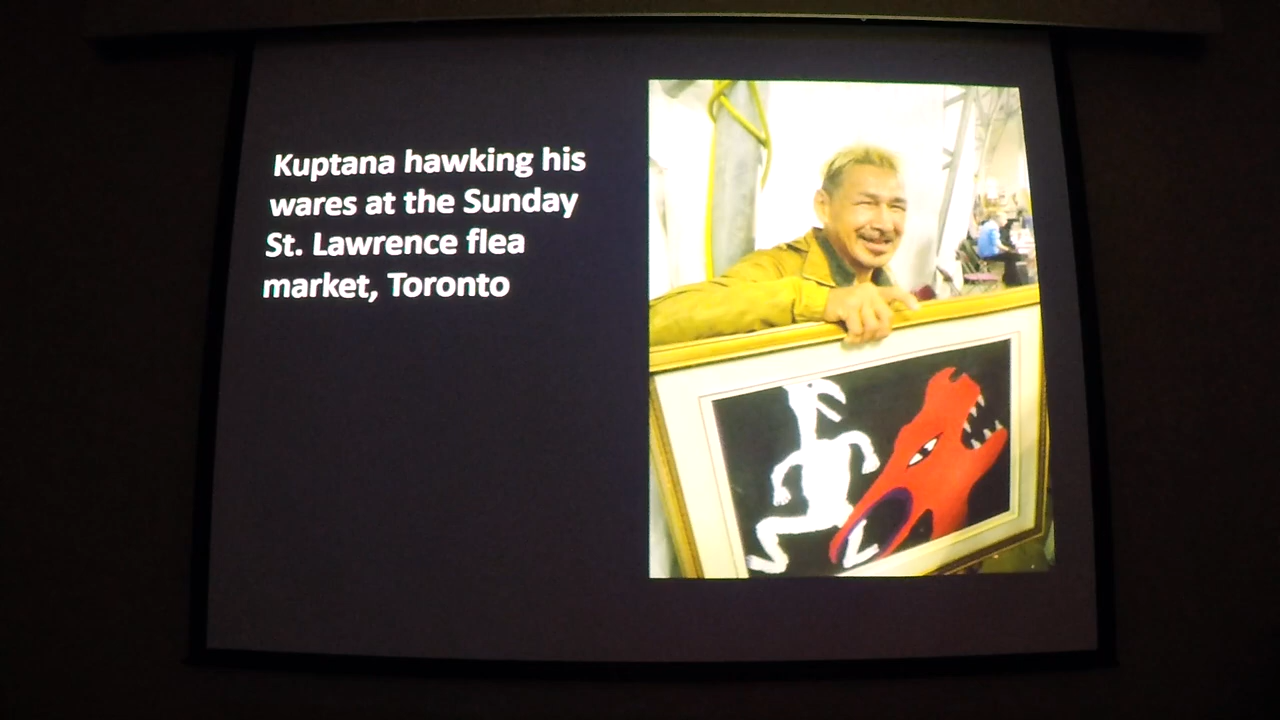 Kuptana hawking his
wares at the Sunday
St. Lawrence flea
market, Toronto